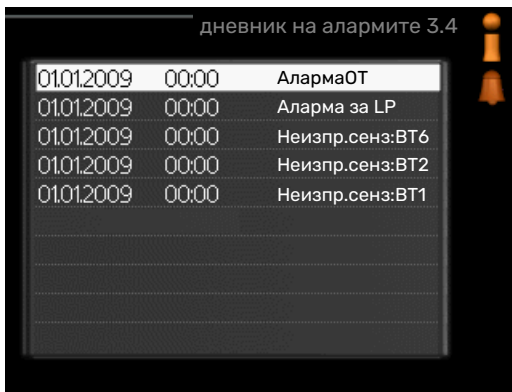 дневник на алармите 3.4
01.01.2009 00:00 АлармаОТ
01.01.2009 00:00 Аларма за LP
01.01.2009 00:00 Неизпр.сенз:BT6
01.01.2009 00:00 Неизпр.сенз:BT2
01.01.2009 00:00 Неизпр.сенз:BT1